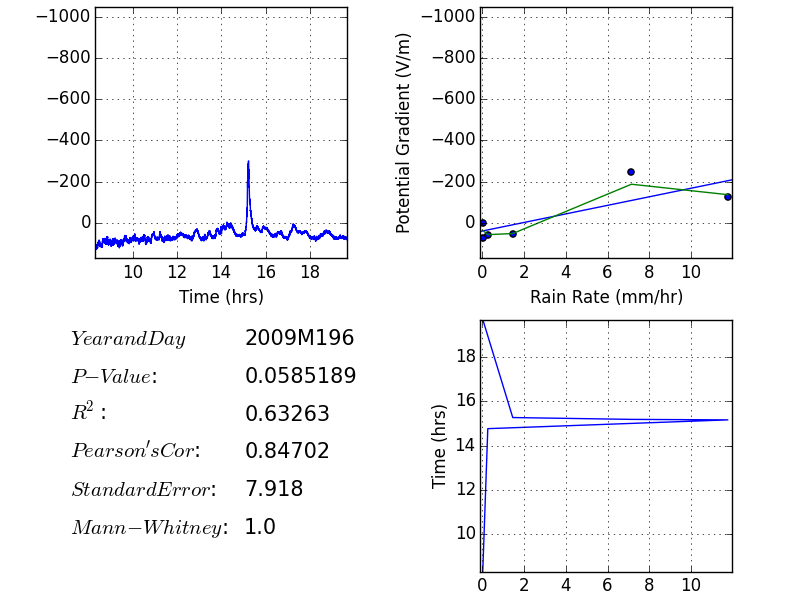 −1000
−800
−600
−400
−200
0
10 12 14 16 18
Time (hrs)
Potential Gradient (V/m)
−1000
−800
−600
−400
−200
0
0 2 4 6 8 10
Rain Rate (mm/hr)
YearandDay 2009M196
P−Value: 0.0585189
R²: 0.63263
Pearson'sCor: 0.84702
StandardError: 7.918
Mann−Whitney: 1.0
Time (hrs)
18
16
14
12
10
0 2 4 6 8 10